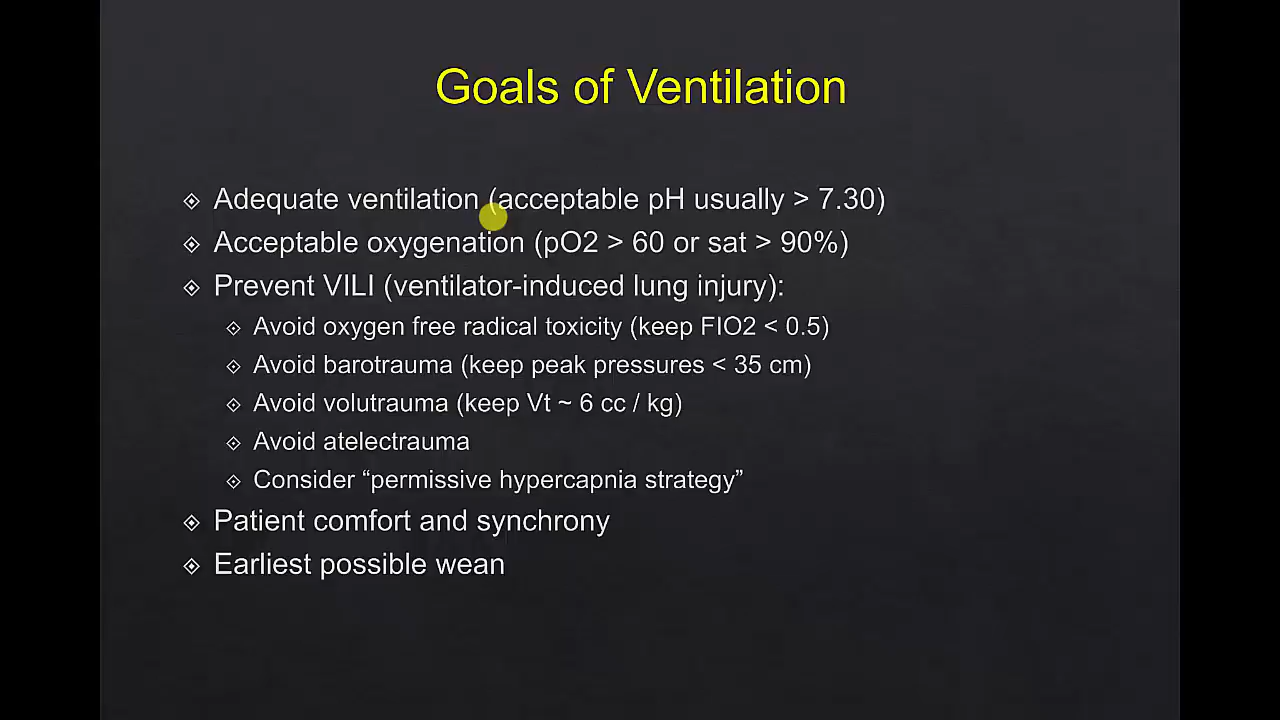 Goals of Ventilation
Adequate ventilation (acceptable pH usually > 7.30)
Acceptable oxygenation (pO2 > 60 or sat > 90%)
Prevent VILI (ventilator-induced lung injury):
Avoid oxygen free radical toxicity (keep FIO2 < 0.5)
Avoid barotrauma (keep peak pressures < 35 cm)
Avoid volutrauma (keep Vt ~ 6 cc / kg)
Avoid atelectrauma
Consider “permissive hypercapnia strategy”
Patient comfort and synchrony
Earliest possible wean